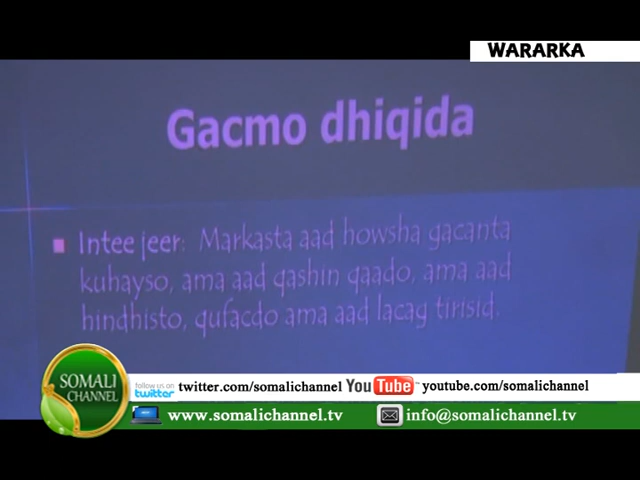 WARARKA
Gacmo dhiqida
Intee jeer: Markasta aad howsha gacanta
kuhayso, ama aad qashin qaado, ama aad
hindhisto, qufacdo ama aad lacag tirisid.
SOMALI
CHANNEL
follow us on
twitter
twitter.com/somalichannel
YouTube
youtube.com/somalichannel
www.somalichannel.tv
info@somalichannel.tv